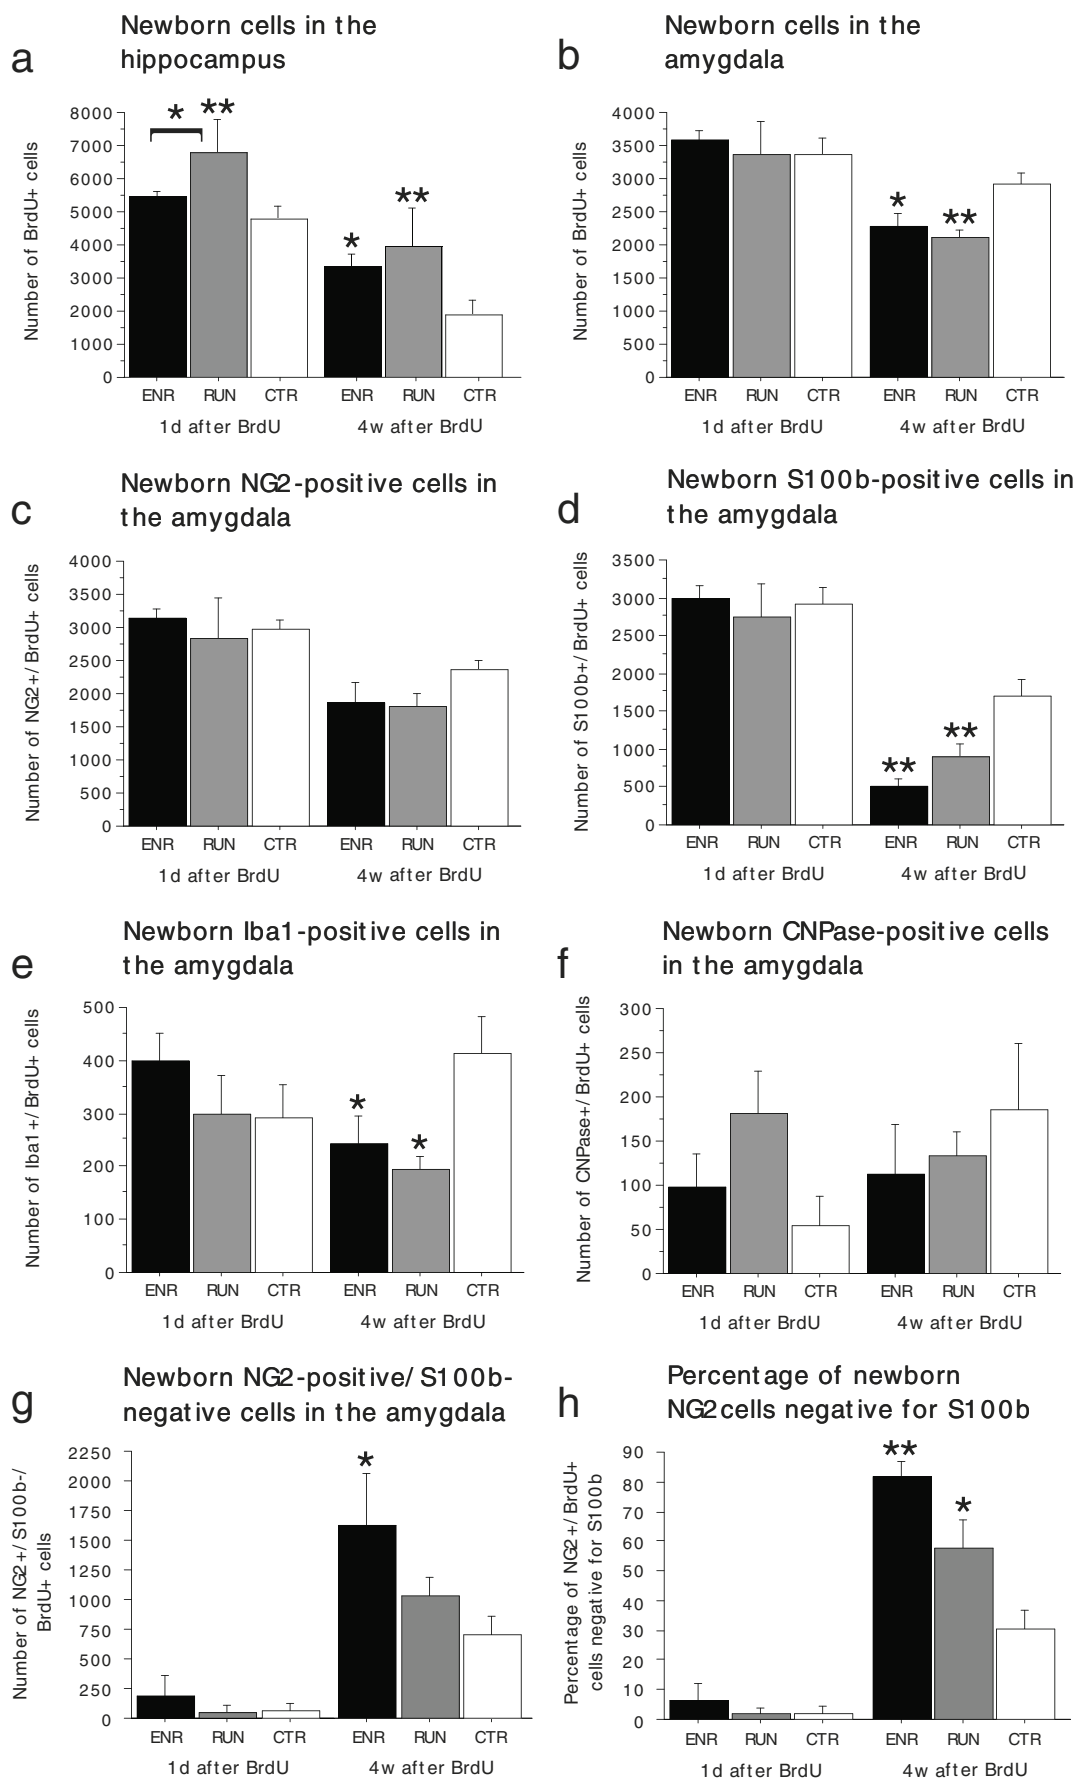 a
Newborn cells in the
hippocampus
Number of BrdU+ cells
8000
7000
6000
5000
4000
3000
2000
1000
0
*
**
*
**
ENR RUN CTR ENR RUN CTR
1d after BrdU 4w after BrdU
b
Newborn cells in the
amygdala
Number of BrdU+ cells
4000
3500
3000
2500
2000
1500
1000
500
0
*
**
ENR RUN CTR ENR RUN CTR
1d after BrdU 4w after BrdU
c
Newborn NG2-positive cells in
the amygdala
Number of NG2+/BrdU+ cells
4000
3500
3000
2500
2000
1500
1000
500
0
ENR RUN CTR ENR RUN CTR
1d after BrdU 4w after BrdU
d
Newborn S100b-positive cells in
the amygdala
Number of S100b+/BrdU+ cells
3500
3000
2500
2000
1500
1000
500
0
**
**
ENR RUN CTR ENR RUN CTR
1d after BrdU 4w after BrdU
e
Newborn Iba1-positive cells in
the amygdala
Number of Iba1+/BrdU+ cells
500
400
300
200
100
0
*
*
ENR RUN CTR ENR RUN CTR
1d after BrdU 4w after BrdU
f
Newborn CNPase-positive cells
in the amygdala
Number of CNPase+/BrdU+ cells
300
250
200
150
100
50
0
ENR RUN CTR ENR RUN CTR
1d after BrdU 4w after BrdU
g
Newborn NG2-positive/S100b-
negative cells in the amygdala
Number of NG2+/S100b-/
BrdU+ cells
2250
2000
1750
1500
1250
1000
750
500
250
0
*
ENR RUN CTR ENR RUN CTR
1d after BrdU 4w after BrdU
h
Percentage of newborn
NG2cells negative for S100b
Percentage of NG2+/BrdU+
cells negative for S100b
90
80
70
60
50
40
30
20
10
0
**
*
ENR RUN CTR ENR RUN CTR
1d after BrdU 4w after BrdU